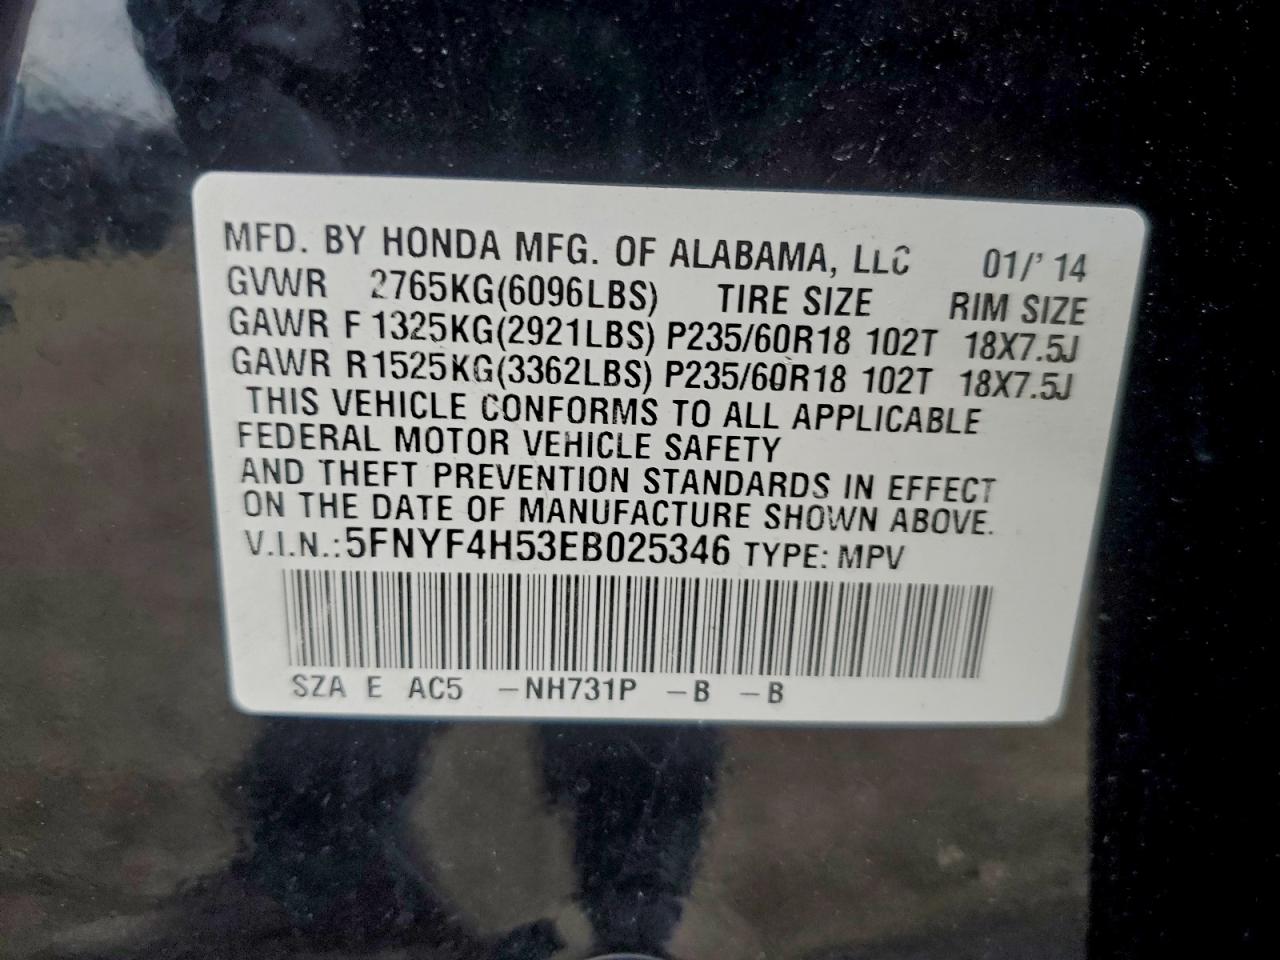 MFD. BY HONDA MFG. OF ALABAMA, LLC 01/'14
GVWR 2765KG(6096LBS) TIRE SIZE RIM SIZE
GAWR F 1325KG(2921LBS) P235/60R18 102T 18X7.5J
GAWR R1525KG(3362LBS) P235/60R18 102T 18X7.5J
THIS VEHICLE CONFORMS TO ALL APPLICABLE
FEDERAL MOTOR VEHICLE SAFETY
AND THEFT PREVENTION STANDARDS IN EFFECT
ON THE DATE OF MANUFACTURE SHOWN ABOVE.
V.I.N.:5FNYF4H53EB025346 TYPE: MPV
SZA E AC5 -NH731P -B -B